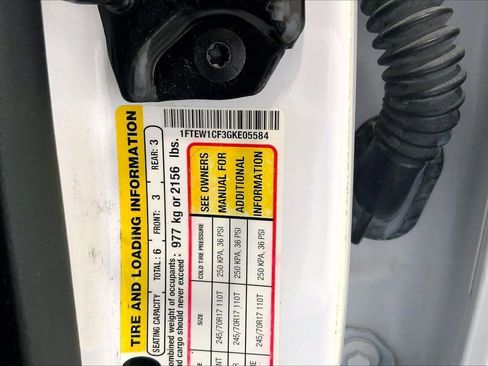 1FTEW1CF3GKE05584
TIRE AND LOADING INFORMATION
SEATING CAPACITY TOTAL: 6 FRONT: 3 REAR: 3
ombined weight of occupants
nd cargo should never exceed: 977 kg or 2156 lbs.
SIZE COLD TIRE PRESSURE
245/70R17 110T 250 KPA, 36 PSI
245/70R17 110T 250 KPA, 36 PSI
245/70R17 110T 250 KPA, 36 PSI
SEE OWNERS
MANUAL FOR
ADDITIONAL
INFORMATION